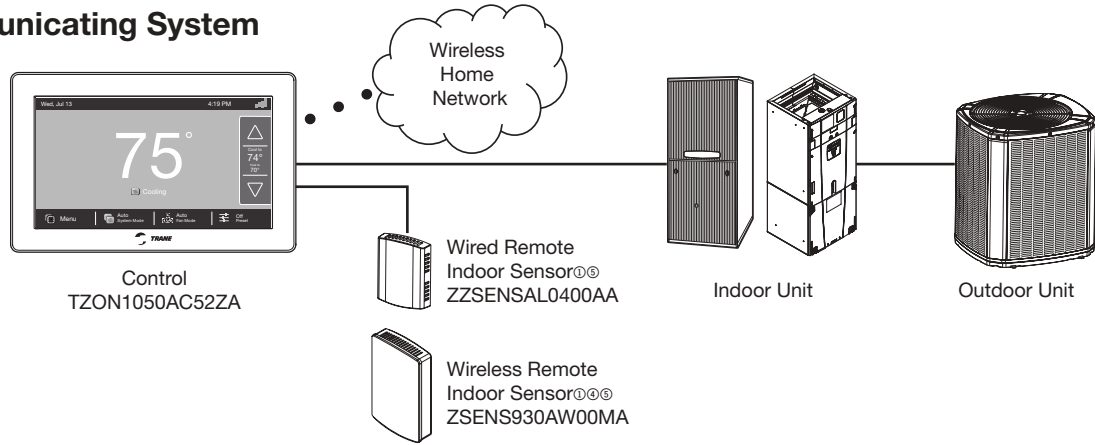 unicating System
Wireless
Home
Network
Wed, Jul 13
4:19 PM
75°
Cooling
Cool to
74°
70°
Menu
Auto
System Mode
Auto
Fan Mode
Off
Preset
TRANE
Control
TZON1050AC52ZA
Wired Remote
Indoor Sensor①⑤
ZZSENSAL0400AA
Wireless Remote
Indoor Sensor①④⑤
ZSENS930AW00MA
Indoor Unit
Outdoor Unit